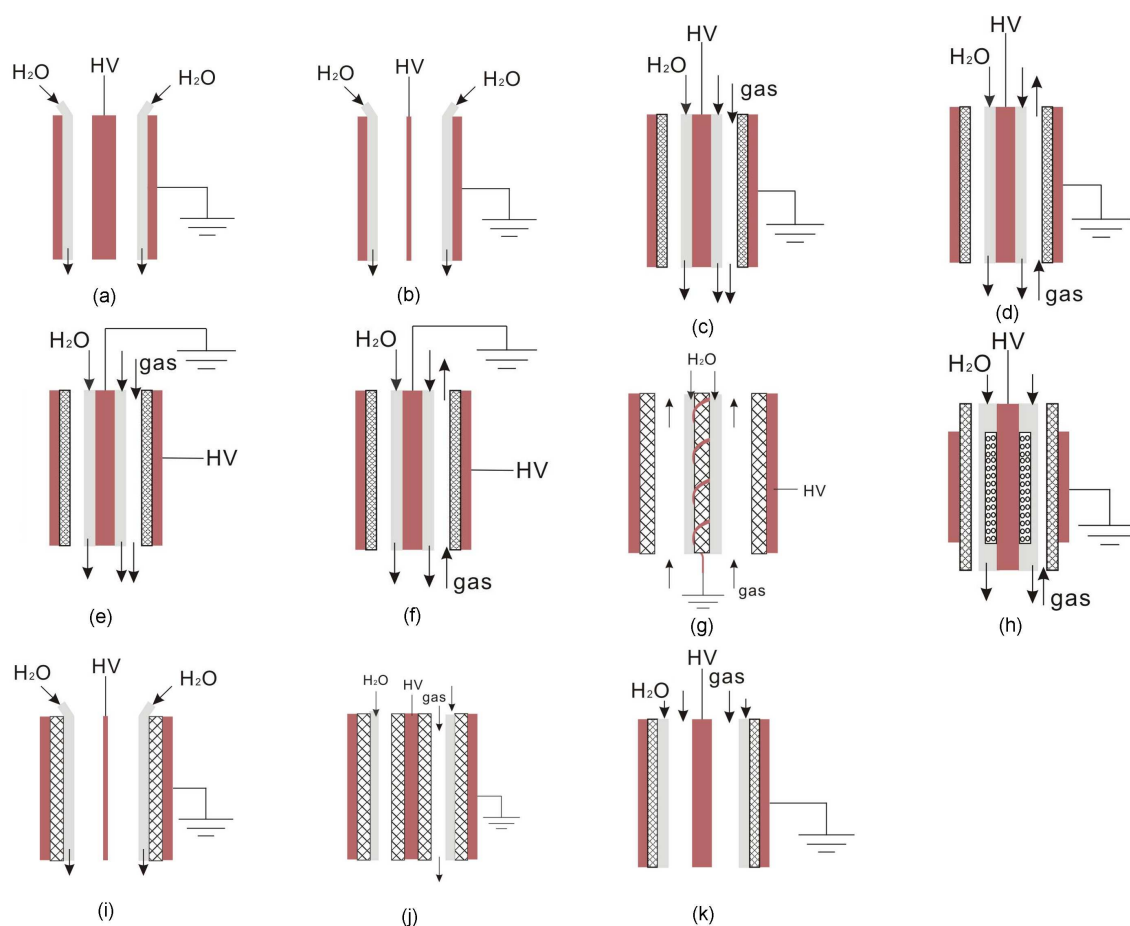 H₂O HV H₂O
(a)
H₂O HV H₂O
(b)
HV
H₂O gas
(c)
HV
H₂O
gas
(d)
H₂O gas
HV
(e)
H₂O
HV
gas
(f)
H₂O
HV
gas
(g)
HV
H₂O
gas
(h)
H₂O HV H₂O
(i)
H₂O HV gas
(j)
HV
H₂O gas
(k)